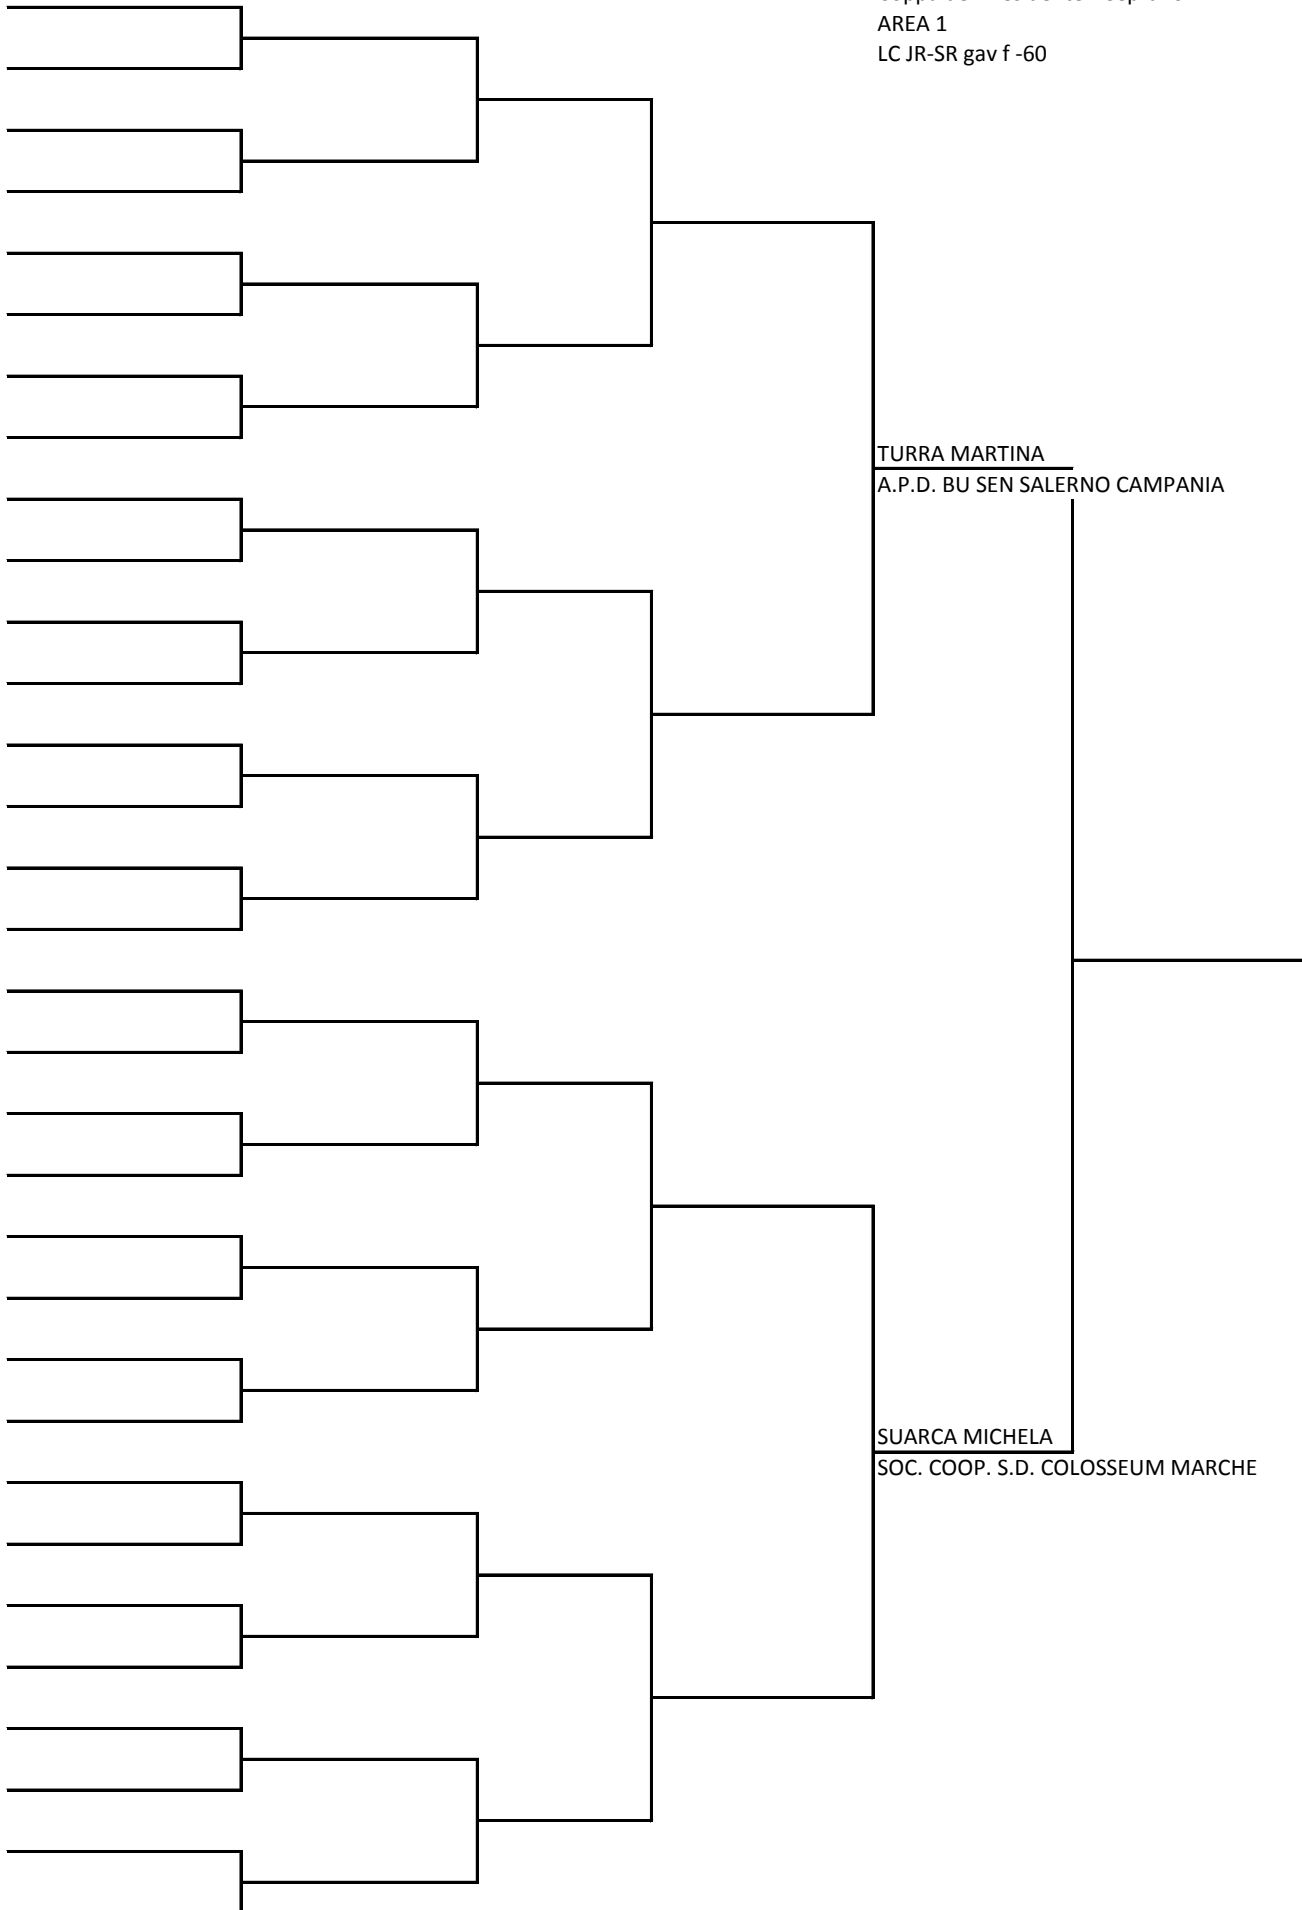 AREA 1
LC JR-SR gav f -60
TURRA MARTINA
A.P.D. BU SEN SALERNO CAMPANIA
SUARCA MICHELA
SOC. COOP. S.D. COLOSSEUM MARCHE